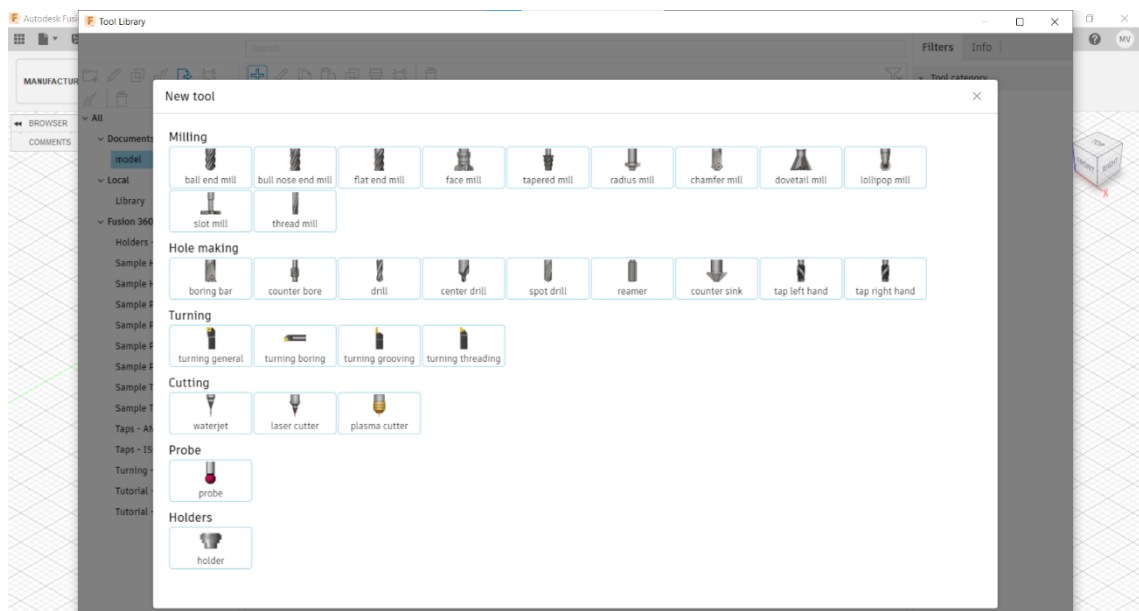 Autodesk Fusi
Tool Library
MV
Search
Filters Info
MANUFACTUR
Tool category
New tool
BROWSER
All
COMMENTS
Documents
model
Local
Library
Fusion 360
Holders -
Sample H
Sample H
Sample P
Sample P
Sample P
Sample P
Sample T
Sample T
Taps - AN
Taps - IS
Turning -
Tutorial -
Tutorial -
Milling
ball end mill bull nose end mill flat end mill face mill tapered mill radius mill chamfer mill dovetail mill lollipop mill
slot mill thread mill
Hole making
boring bar counter bore drill center drill spot drill reamer counter sink tap left hand tap right hand
Turning
turning general turning boring turning grooving turning threading
Cutting
waterjet laser cutter plasma cutter
Probe
probe
Holders
holder
TOP
FRONT RIGHT
X